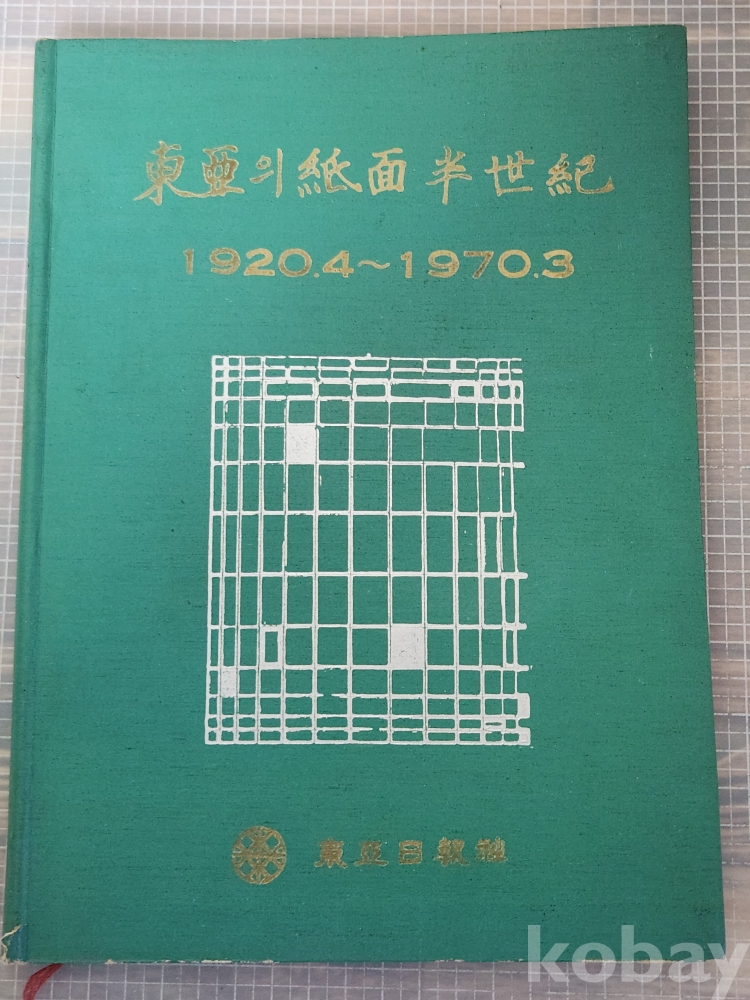 東亞의 紙面 半世紀
1920.4~1970.3
東亞日報社
kobay